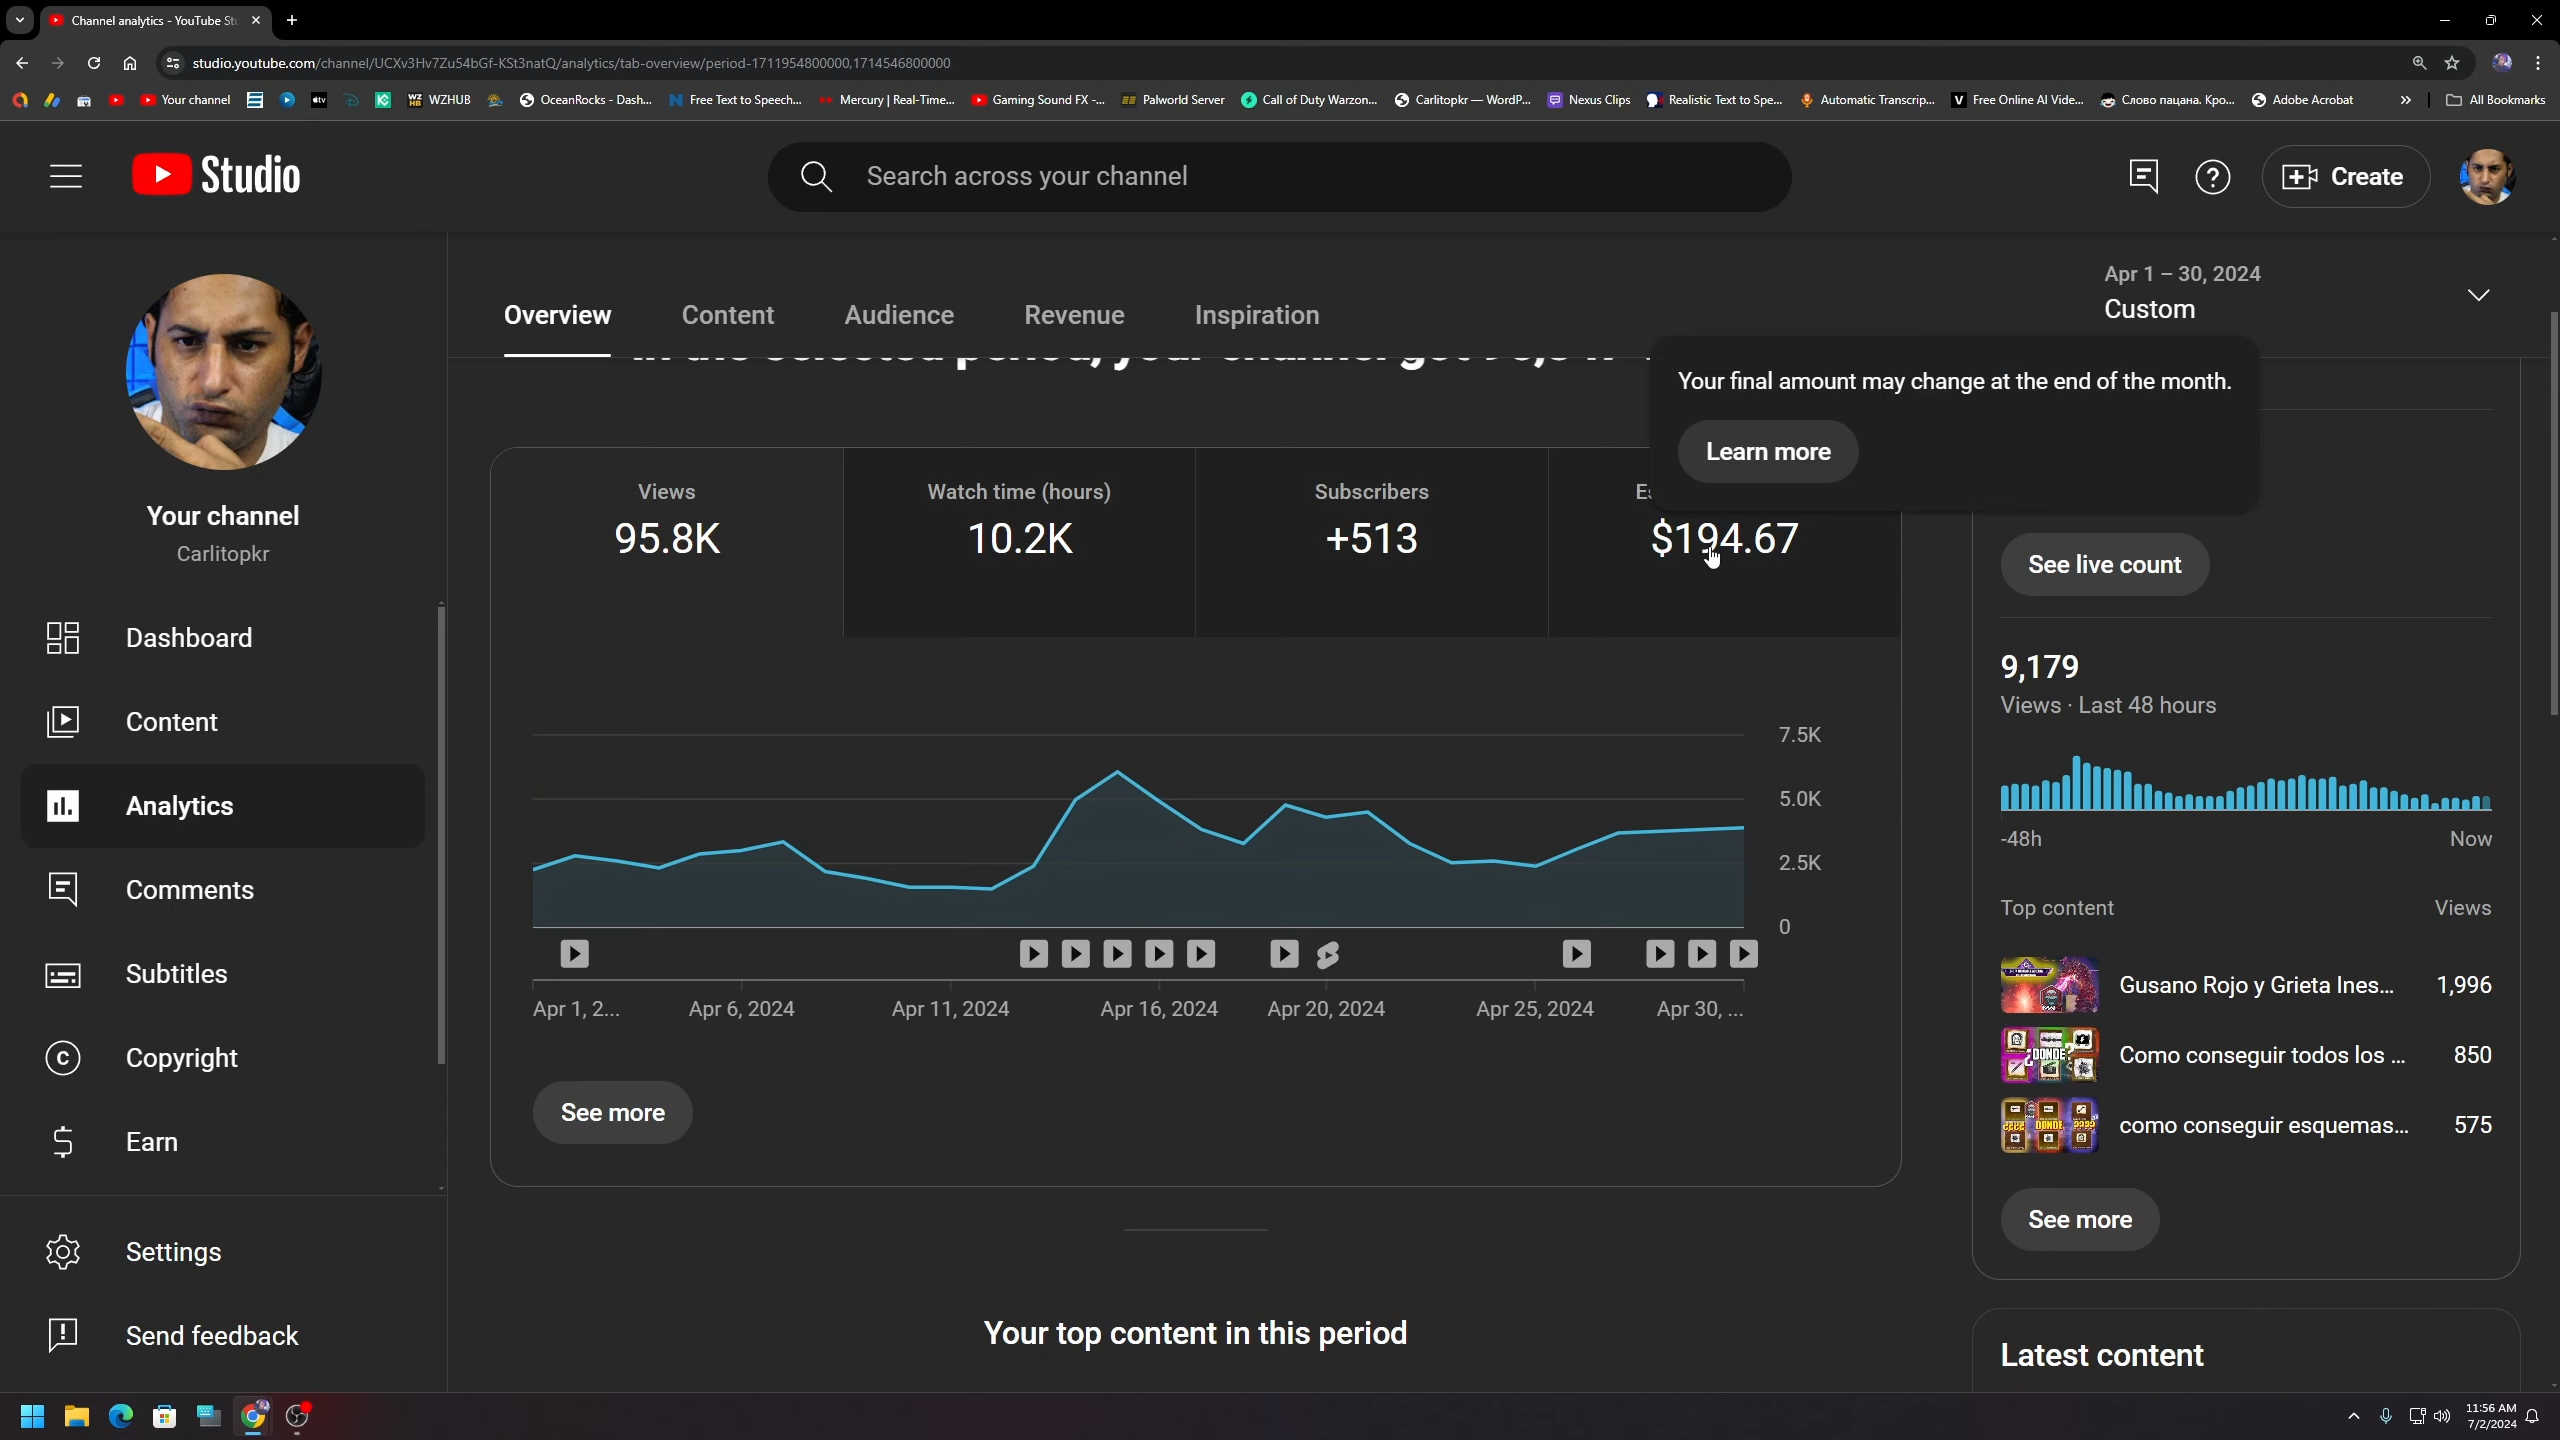 Channel analytics - YouTube St
studio.youtube.com/channel/UCXv3Hv7Zu54bGf-KSt3natQ/analytics/tab-overview/period-1711954800000,1714546800000
Your channel
WZHUB
OceanRocks - Dash...
Free Text to Speech...
Mercury | Real-Time...
Gaming Sound FX -...
Palworld Server
Call of Duty Warzon...
Carlitopkr — WordP...
Nexus Clips
Realistic Text to Spe...
Automatic Transcrip...
Free Online AI Vide...
Слово пацана. Кро...
Adobe Acrobat
»
All Bookmarks
Studio
Search across your channel
Create
Your channel
Carlitopkr
Dashboard
Content
Analytics
Comments
Subtitles
Copyright
Earn
Settings
Send feedback
Overview
Content
Audience
Revenue
Inspiration
Apr 1 – 30, 2024
Custom
In the selected period, your channel got
Your final amount may change at the end of the month.
Learn more
Views
95.8K
Watch time (hours)
10.2K
Subscribers
+513
$194.67
7.5K
5.0K
2.5K
0
Apr 1, 2...
Apr 6, 2024
Apr 11, 2024
Apr 16, 2024
Apr 20, 2024
Apr 25, 2024
Apr 30, ...
See more
Your top content in this period
See live count
9,179
Views · Last 48 hours
-48h
Now
Top content
Views
Gusano Rojo y Grieta Ines...
1,996
DONDE
Como conseguir todos los ...
850
DONDE
como conseguir esquemas...
575
See more
Latest content
11:56 AM
7/2/2024